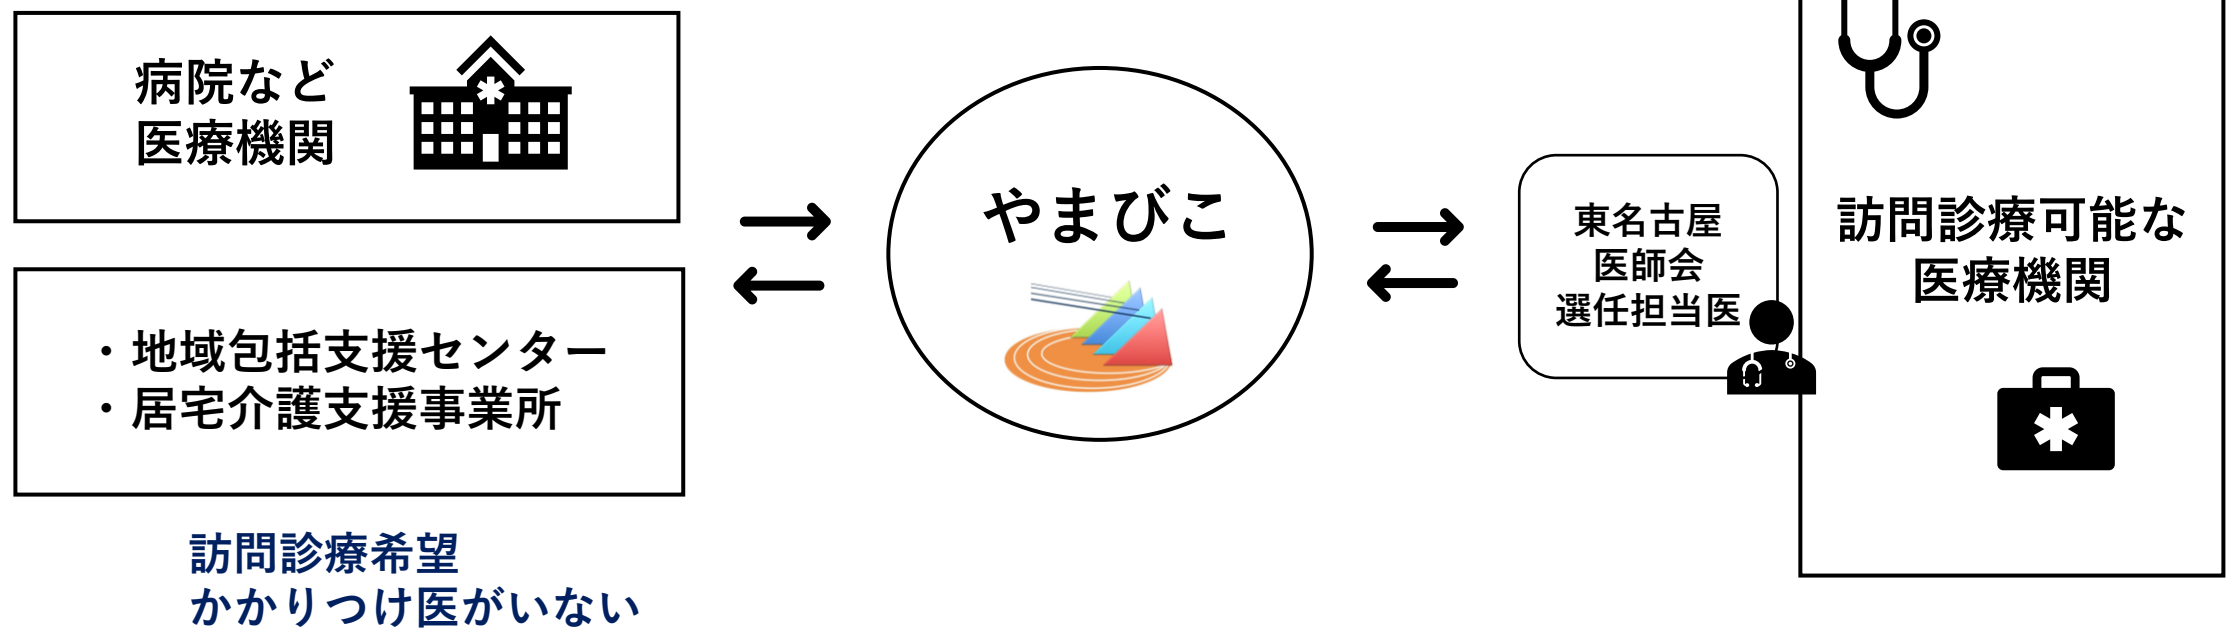 病院など
医療機関
・地域包括支援センター
・居宅介護支援事業所
訪問診療希望
かかりつけ医がいない
やまびこ
東名古屋
医師会
選任担当医
訪問診療可能な
医療機関